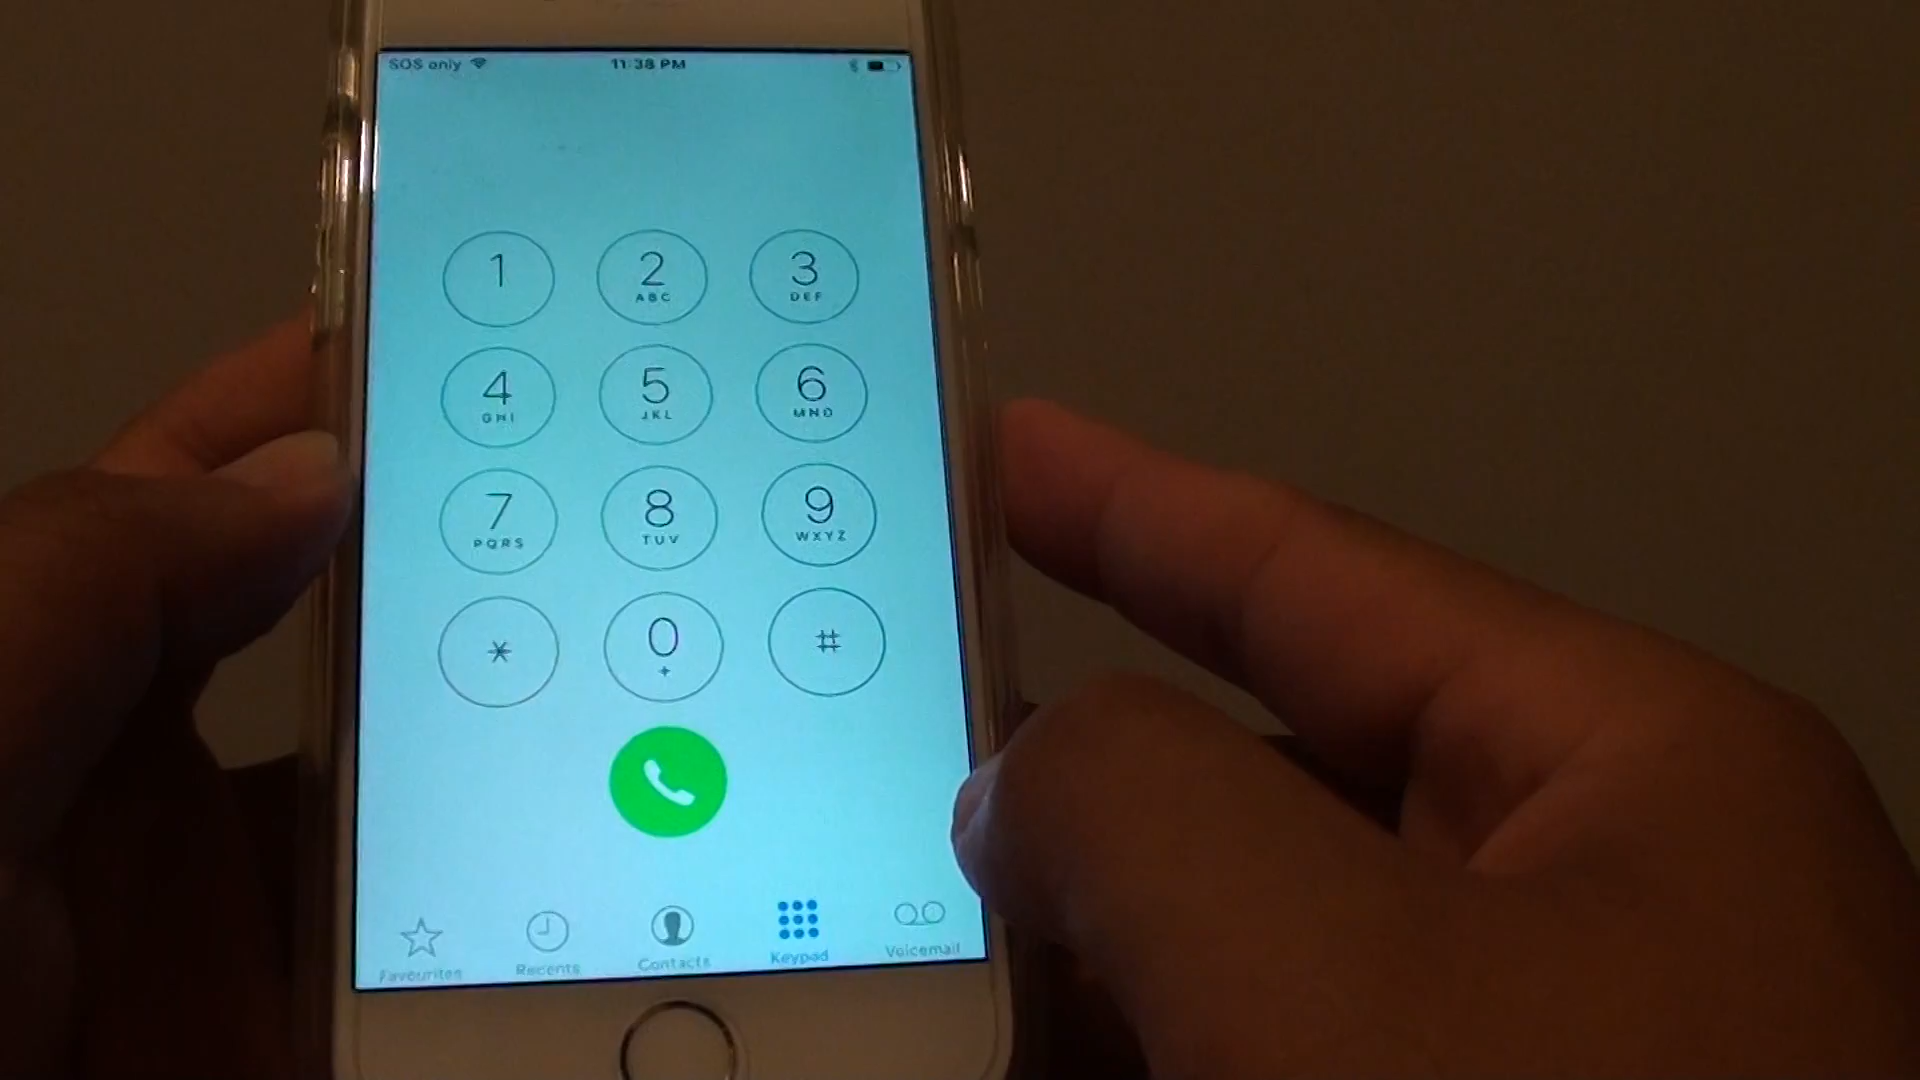 SOS only 11:38 PM
1 2 3
ABC DEF
4 5 6
GHI JKL MNO
7 8 9
PQRS TUV WXYZ
* 0 #
+
Favourites Recents Contacts Keypad Voicemail